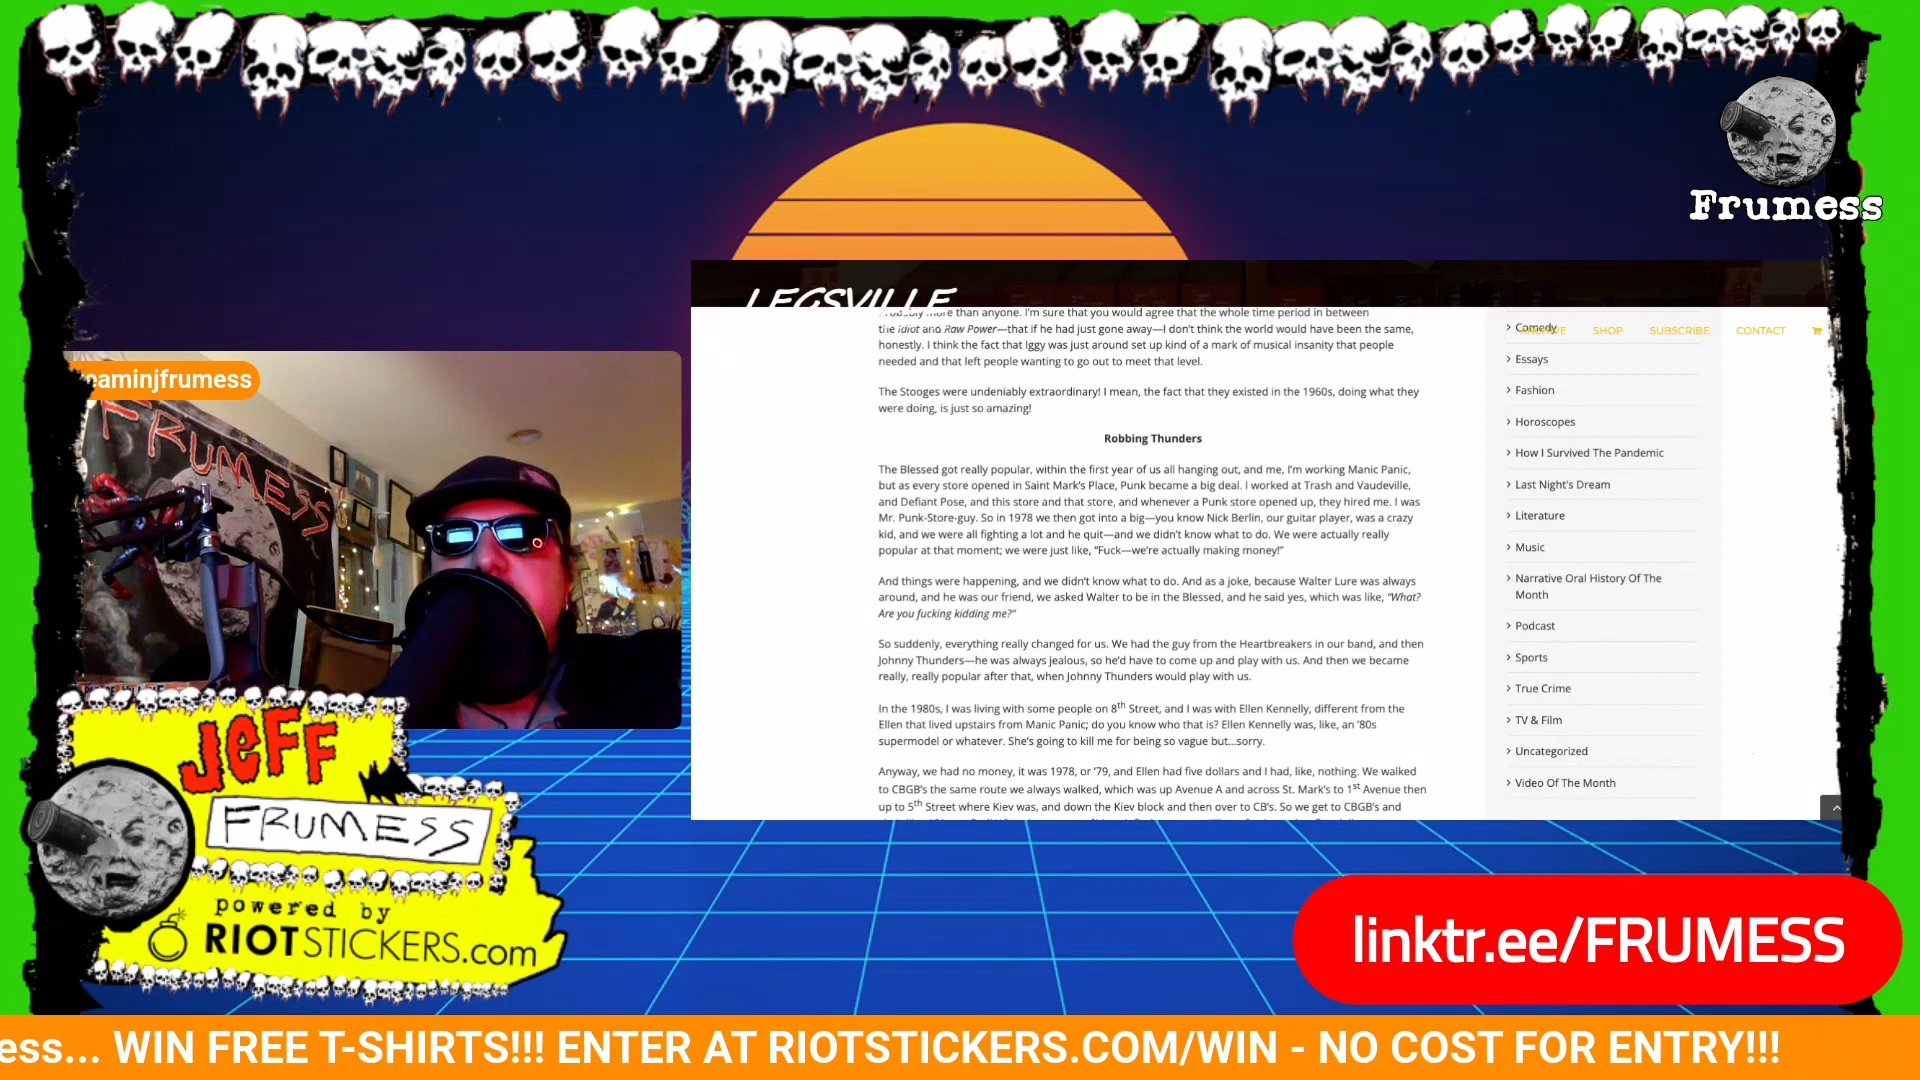 Frumess
LEGSVILLE
more than anyone. I'm sure that you would agree that the whole time period in between
the Idiot and Raw Power—that if he had just gone away—I don't think the world would have been the same,
honestly. I think the fact that Iggy was just around set up kind of a mark of musical insanity that people
needed and that left people wanting to go out to meet that level.
The Stooges were undeniably extraordinary! I mean, the fact that they existed in the 1960s, doing what they
were doing, is just so amazing!
Robbing Thunders
The Blessed got really popular, within the first year of us all hanging out, and me, I'm working Manic Panic,
but as every store opened in Saint Mark's Place, Punk became a big deal. I worked at Trash and Vaudeville,
and Defiant Pose, and this store and that store, and whenever a Punk store opened up, they hired me. I was
Mr. Punk-Store-guy. So in 1978 we then got into a big—you know Nick Berlin, our guitar player, was a crazy
kid, and we were all fighting a lot and he quit—and we didn't know what to do. We were actually really
popular at that moment; we were just like, "Fuck—we're actually making money!"
And things were happening, and we didn't know what to do. And as a joke, because Walter Lure was always
around, and he was our friend, we asked Walter to be in the Blessed, and he said yes, which was like, "What?
Are you fucking kidding me?"
So suddenly, everything really changed for us. We had the guy from the Heartbreakers in our band, and then
Johnny Thunders—he was always jealous, so he'd have to come up and play with us. And then we became
really, really popular after that, when Johnny Thunders would play with us.
In the 1980s, I was living with some people on 8th Street, and I was with Ellen Kennelly, different from the
Ellen that lived upstairs from Manic Panic; do you know who that is? Ellen Kennelly was, like, an '80s
supermodel or whatever. She's going to kill me for being so vague but...sorry.
Anyway, we had no money, it was 1978, or '79, and Ellen had five dollars and I had, like, nothing. We walked
to CBGB's the same route we always walked, which was up Avenue A and across St. Mark's to 1st Avenue then
up to 5th Street where Kiev was, and down the Kiev block and then over to CB's. So we get to CBGB's and
Comedy
SHOP
SUBSCRIBE
CONTACT
Essays
Fashion
Horoscopes
How I Survived The Pandemic
Last Night's Dream
Literature
Music
Narrative Oral History Of The
Month
Podcast
Sports
True Crime
TV & Film
Uncategorized
Video Of The Month
eaminjfrumess
FRUMESS
JEFF
FRUMESS
powered by
RIOTSTICKERS.com
linktr.ee/FRUMESS
ess... WIN FREE T-SHIRTS!!! ENTER AT RIOTSTICKERS.COM/WIN - NO COST FOR ENTRY!!!